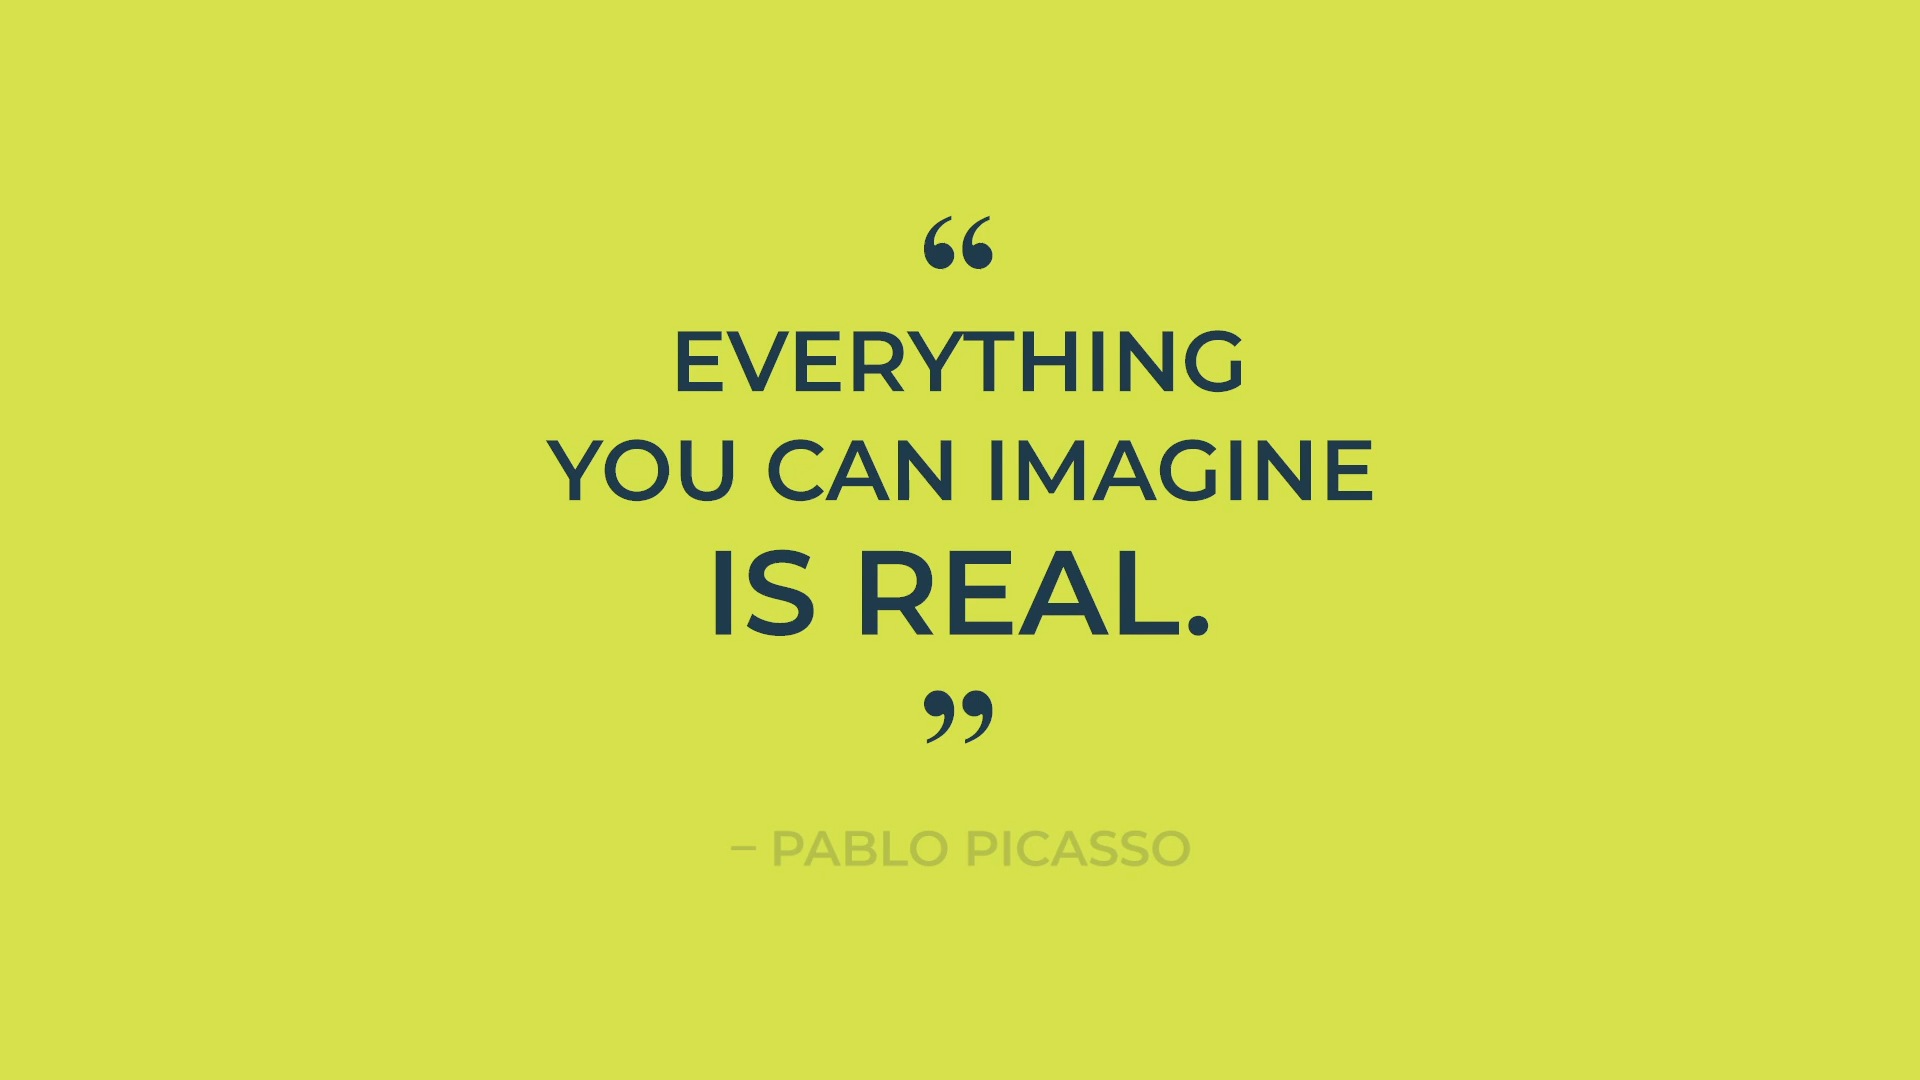 “
EVERYTHING
YOU CAN IMAGINE
IS REAL.
”
– PABLO PICASSO